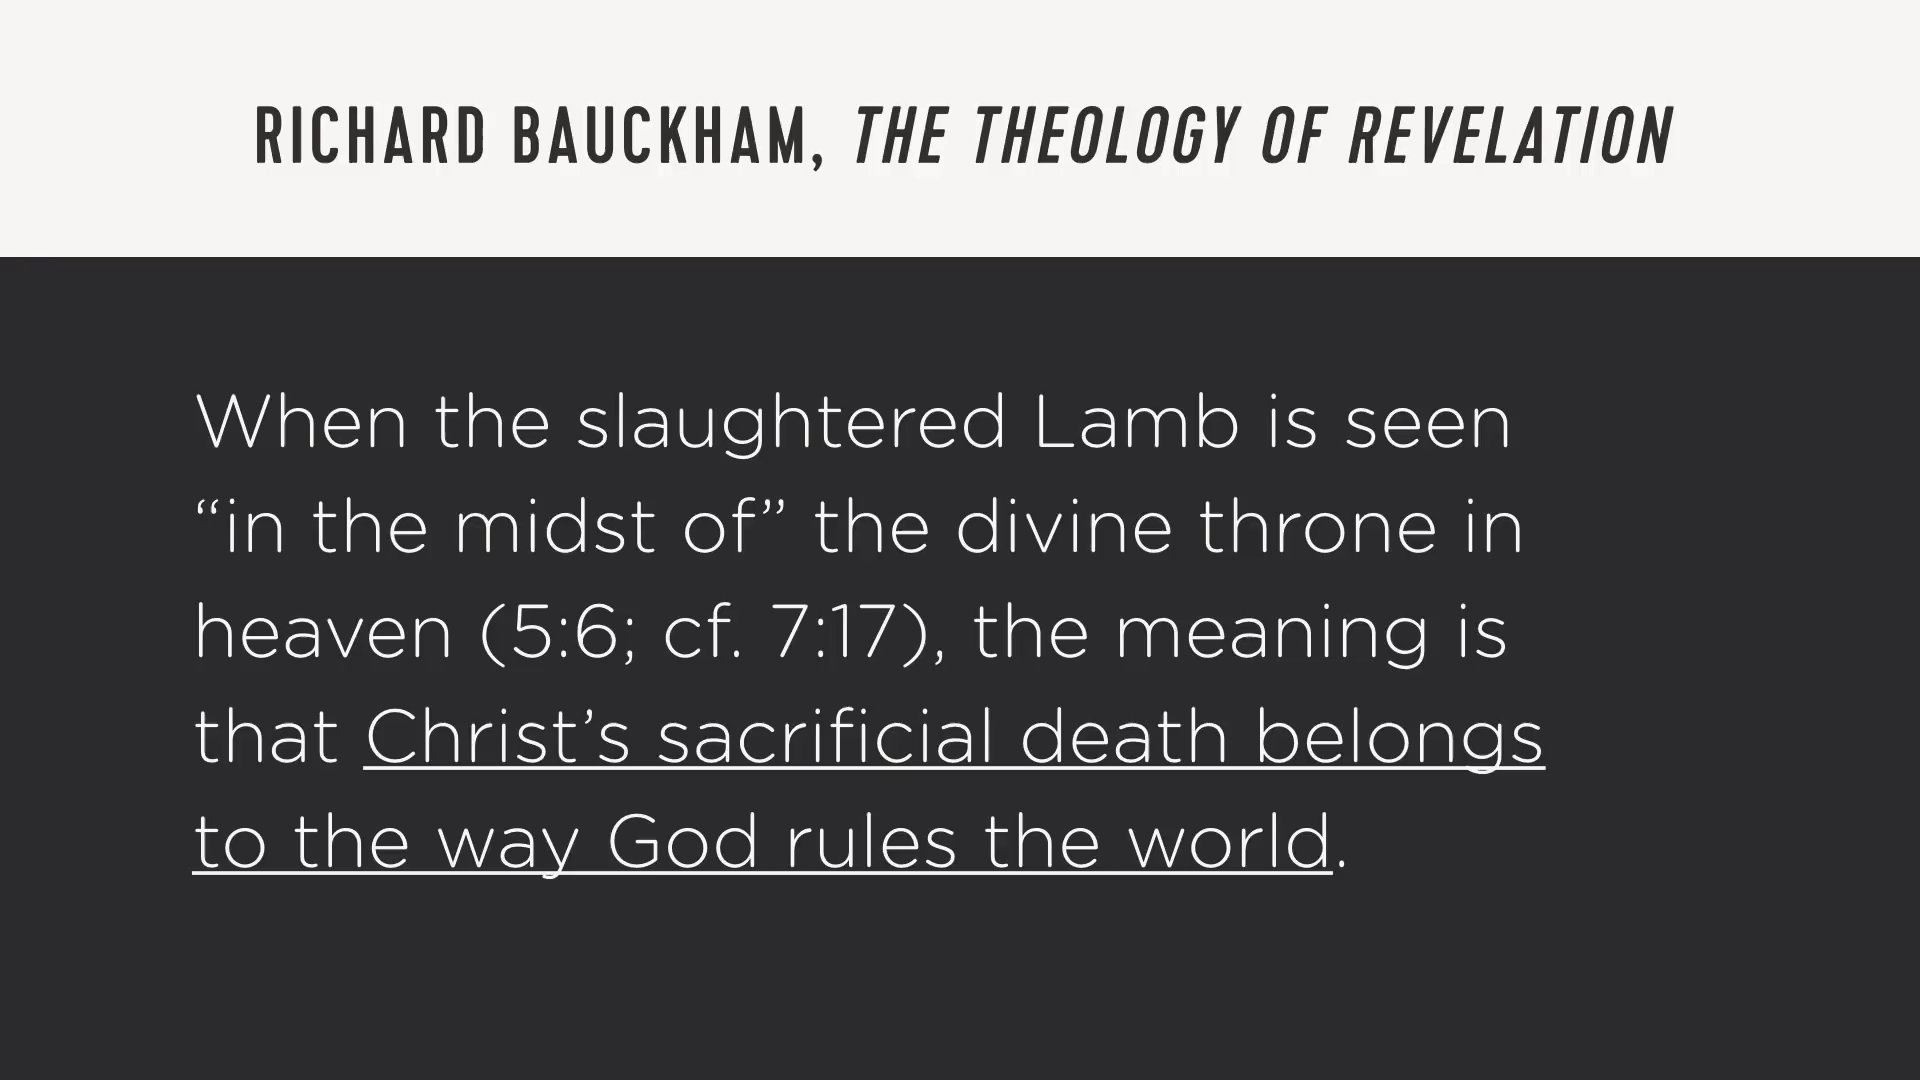 RICHARD BAUCKHAM, THE THEOLOGY OF REVELATION
When the slaughtered Lamb is seen
“in the midst of” the divine throne in
heaven (5:6; cf. 7:17), the meaning is
that Christ’s sacrificial death belongs
to the way God rules the world.